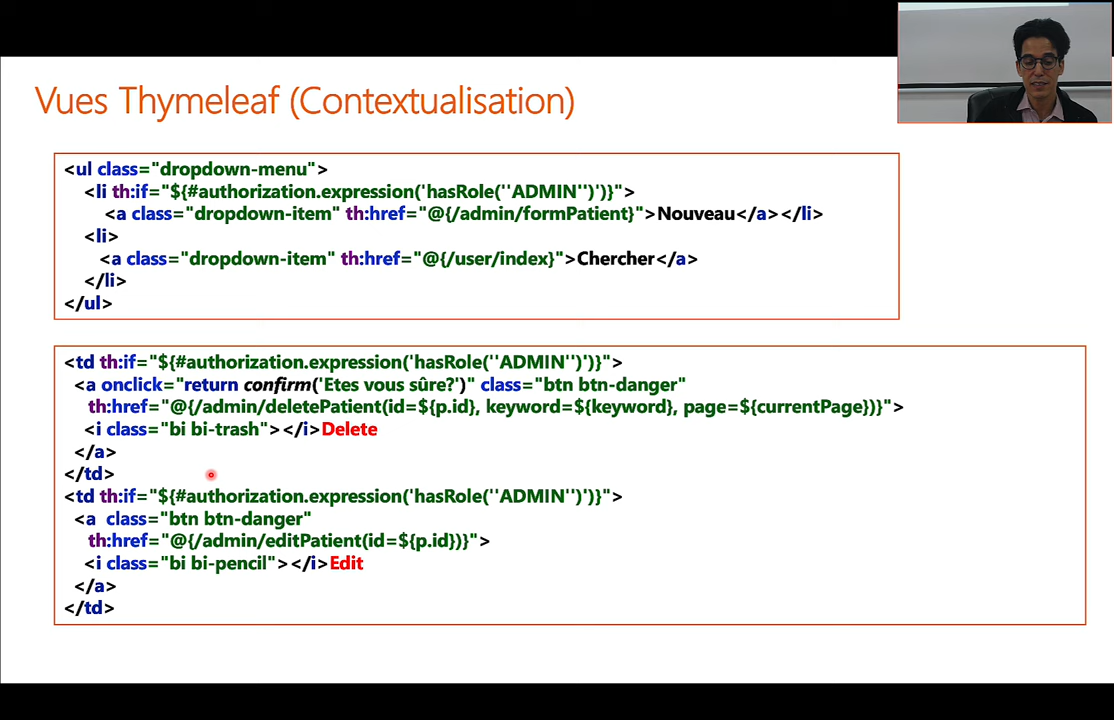 Vues Thymeleaf (Contextualisation)
<ul class="dropdown-menu">
<li th:if="${#authorization.expression('hasRole(''ADMIN'')')}">
<a class="dropdown-item" th:href="@{/admin/formPatient}">Nouveau</a></li>
<li>
<a class="dropdown-item" th:href="@{/user/index}">Chercher</a>
</li>
</ul>
<td th:if="${#authorization.expression('hasRole(''ADMIN'')')}">
<a onclick="return confirm('Etes vous sûre?')" class="btn btn-danger"
th:href="@{/admin/deletePatient(id=${p.id}, keyword=${keyword}, page=${currentPage})}">
<i class="bi bi-trash"></i>Delete
</a>
</td>
<td th:if="${#authorization.expression('hasRole(''ADMIN'')')}">
<a  class="btn btn-danger"
th:href="@{/admin/editPatient(id=${p.id})}">
<i class="bi bi-pencil"></i>Edit
</a>
</td>